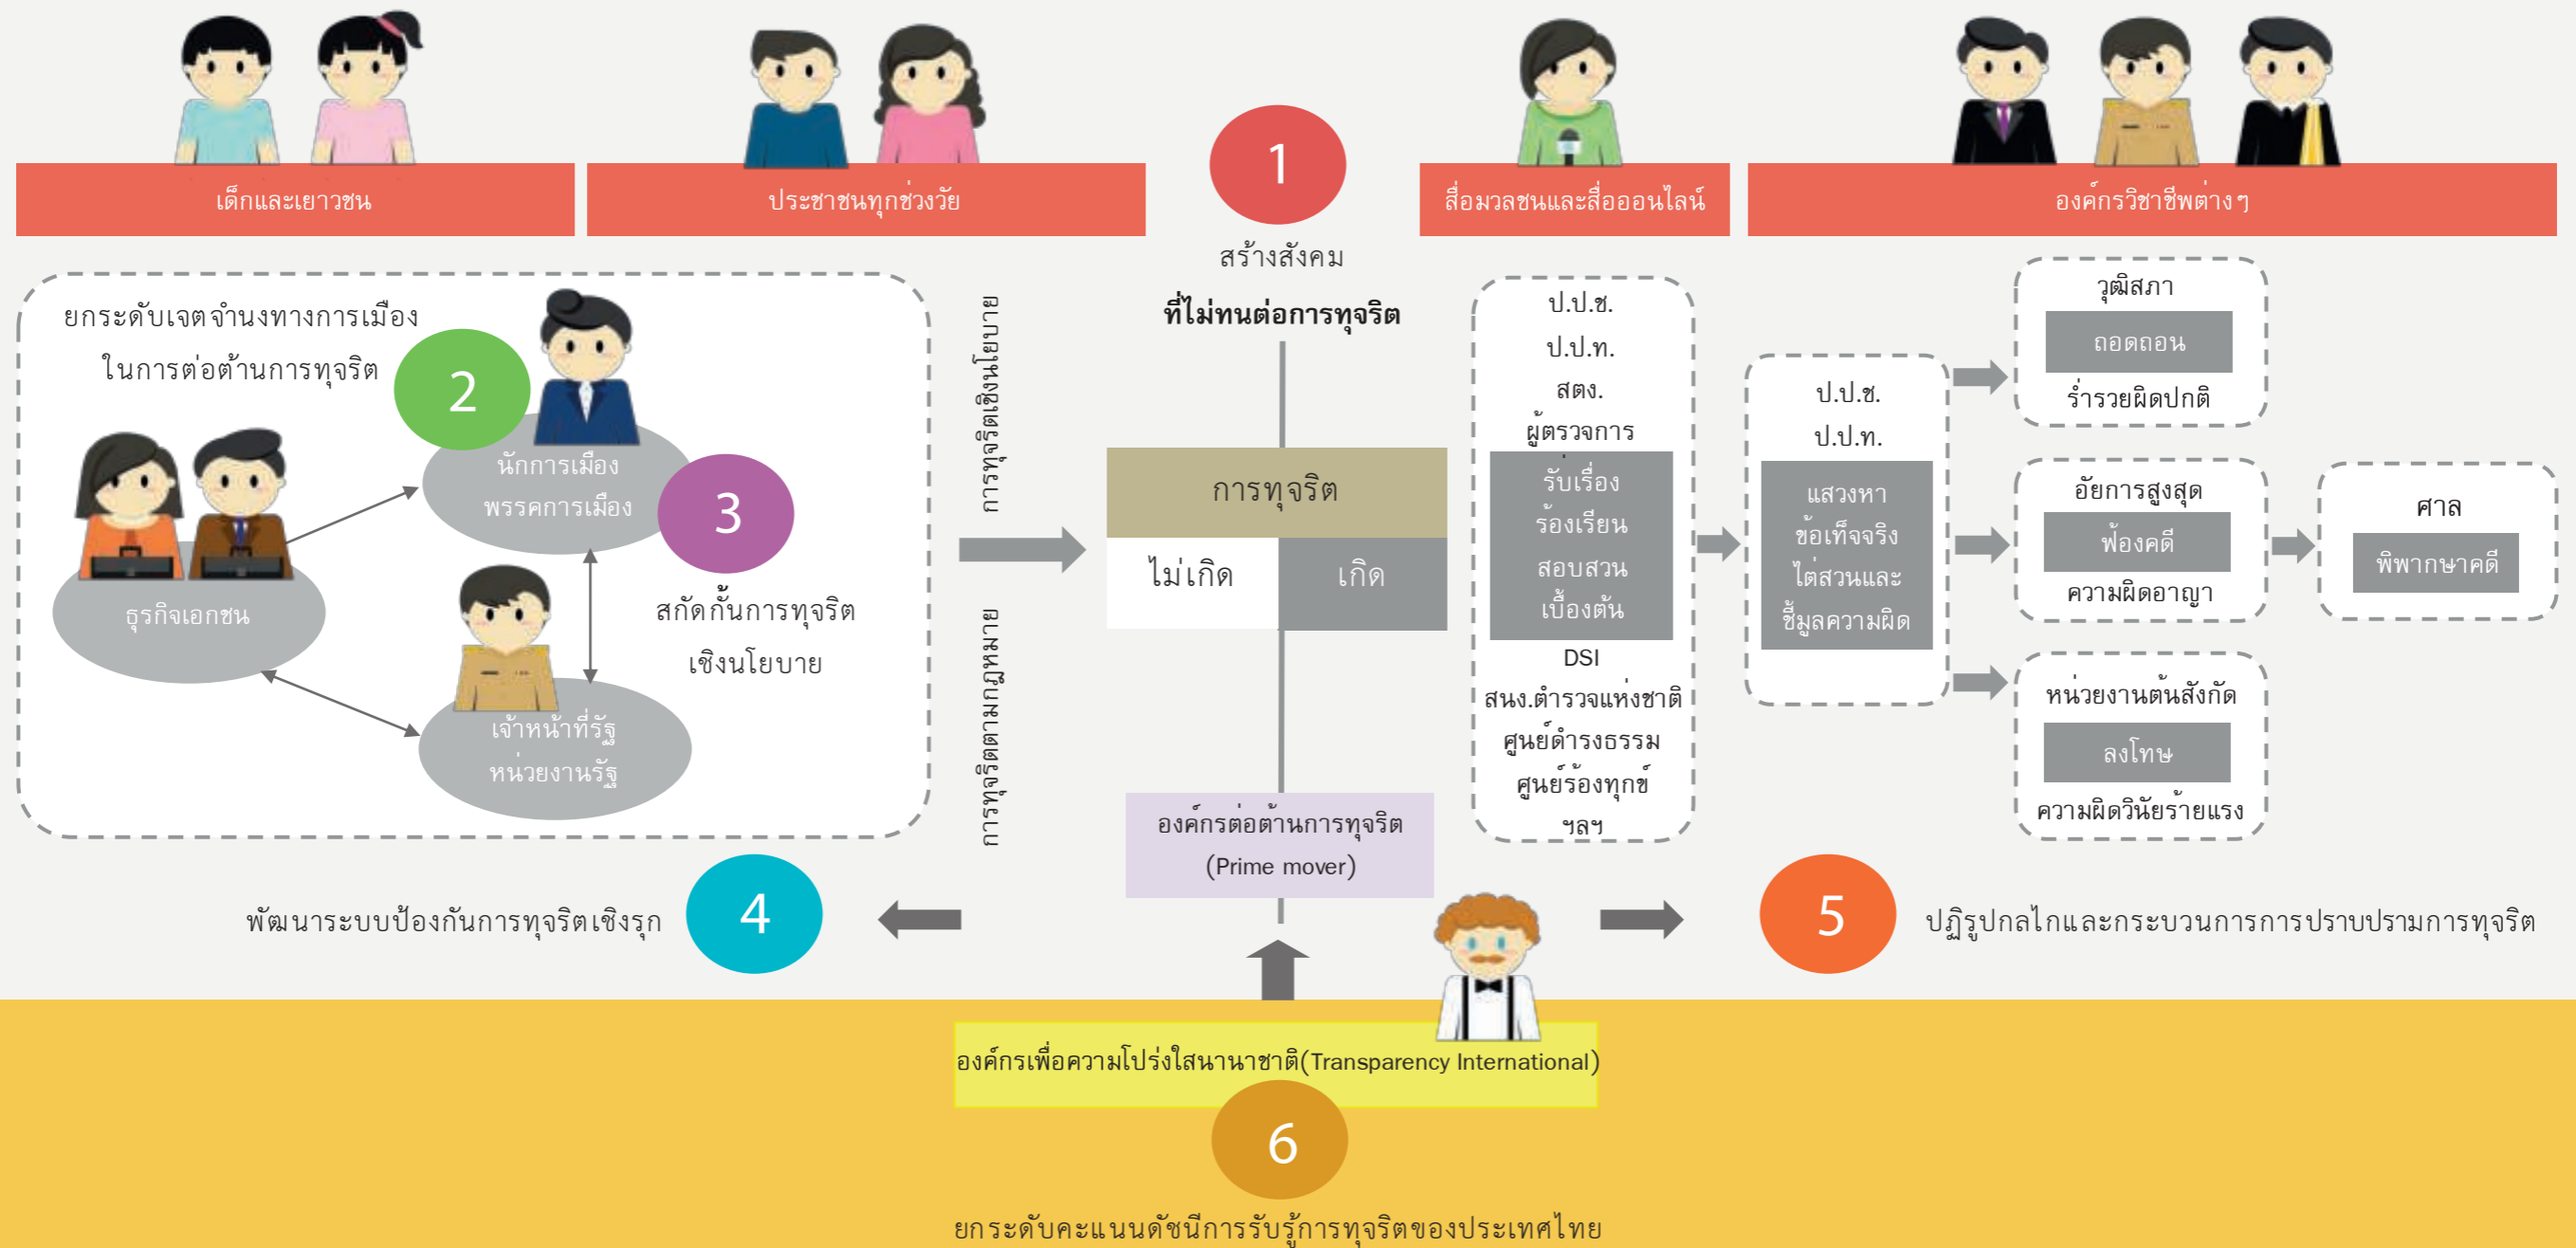 เด็กและเยาวชน
ประชาชนทุกช่วงวัย
1
สื่อมวลชนและสื่อออนไลน์
องค์กรวิชาชีพต่างๆ
สร้างสังคม
ที่ไม่ทนต่อการทุจริต
ยกระดับเจตจำนงทางการเมือง
ในการต่อต้านการทุจริต
2
นักการเมือง
พรรคการเมือง
3
สกัดกั้นการทุจริต
เชิงนโยบาย
ธุรกิจเอกชน
เจ้าหน้าที่รัฐ
หน่วยงานรัฐ
การทุจริตเชิงนโยบาย
การทุจริตตามกฎหมาย
การทุจริต
ไม่เกิด
เกิด
องค์กรต่อต้านการทุจริต
(Prime mover)
ป.ป.ช.
ป.ป.ท.
สตง.
ผู้ตรวจการ
รับเรื่อง
ร้องเรียน
สอบสวน
เบื้องต้น
DSI
สนง.ตำรวจแห่งชาติ
ศูนย์ดำรงธรรม
ศูนย์ร้องทุกข์
ฯลฯ
ป.ป.ช.
ป.ป.ท.
แสวงหา
ข้อเท็จจริง
ไต่สวนและ
ชี้มูลความผิด
วุฒิสภา
ถอดถอน
ร่ำรวยผิดปกติ
อัยการสูงสุด
ฟ้องคดี
ความผิดอาญา
ศาล
พิพากษาคดี
หน่วยงานต้นสังกัด
ลงโทษ
ความผิดวินัยร้ายแรง
พัฒนาระบบป้องกันการทุจริตเชิงรุก
4
5
ปฏิรูปกลไกและกระบวนการการปราบปรามการทุจริต
องค์กรเพื่อความโปร่งใสนานาชาติ(Transparency International)
6
ยกระดับคะแนนดัชนีการรับรู้การทุจริตของประเทศไทย